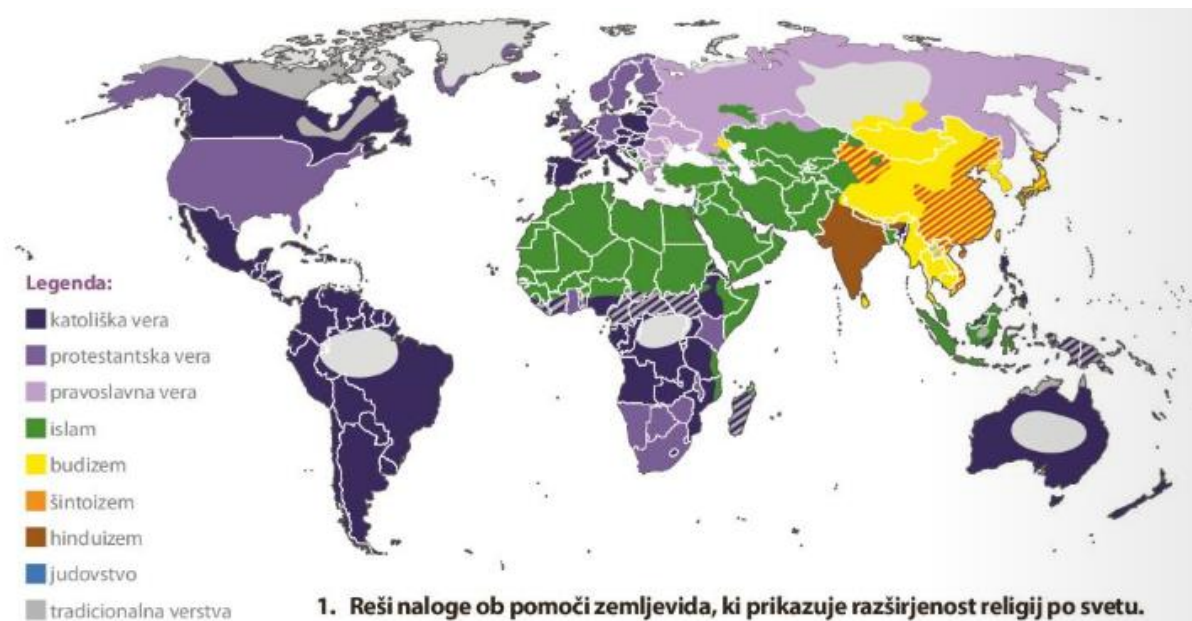 Legenda:
katoliška vera
protestantska vera
pravoslavna vera
islam
budizem
šintoizem
hinduizem
judovstvo
tradicionalna verstva
1. Reši naloge ob pomoči zemljevida, ki prikazuje razširjenost religij po svetu.